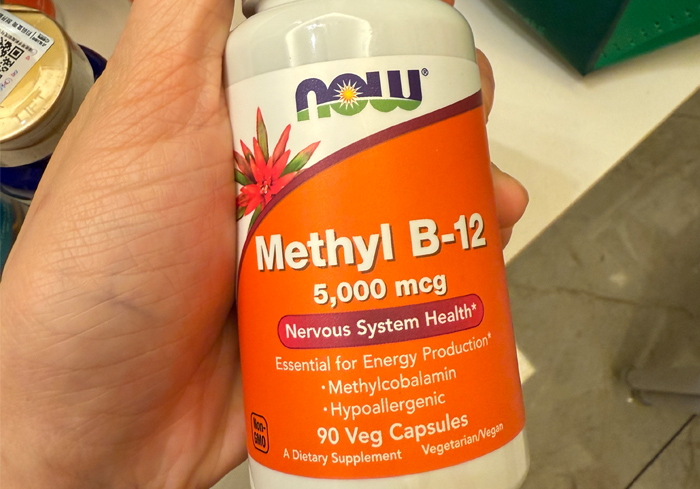 NOW®
Methyl B-12
5,000 mcg
Nervous System Health*
Essential for Energy Production*
·Methylcobalamin
·Hypoallergenic
90 Veg Capsules
Non-
GMO
A Dietary Supplement Vegetarian/Vegan